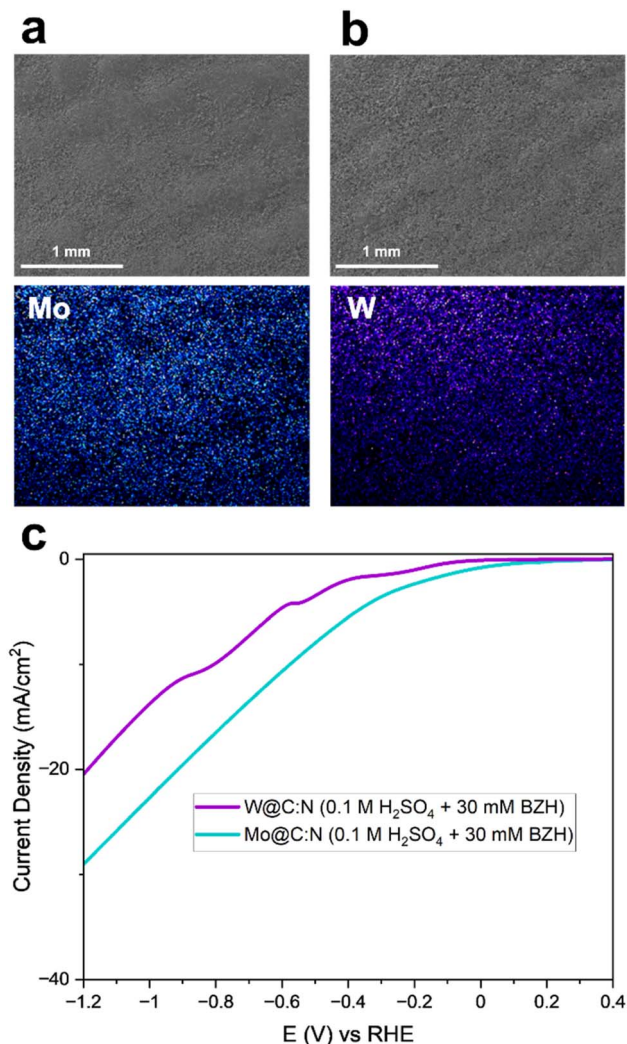 a
b
1 mm
1 mm
Mo
W
c
0
−20
−40
Current Density (mA/cm²)
W@C:N (0.1 M H₂SO₄ + 30 mM BZH)
Mo@C:N (0.1 M H₂SO₄ + 30 mM BZH)
−1.2 −1 −0.8 −0.6 −0.4 −0.2 0 0.2 0.4
E (V) vs RHE